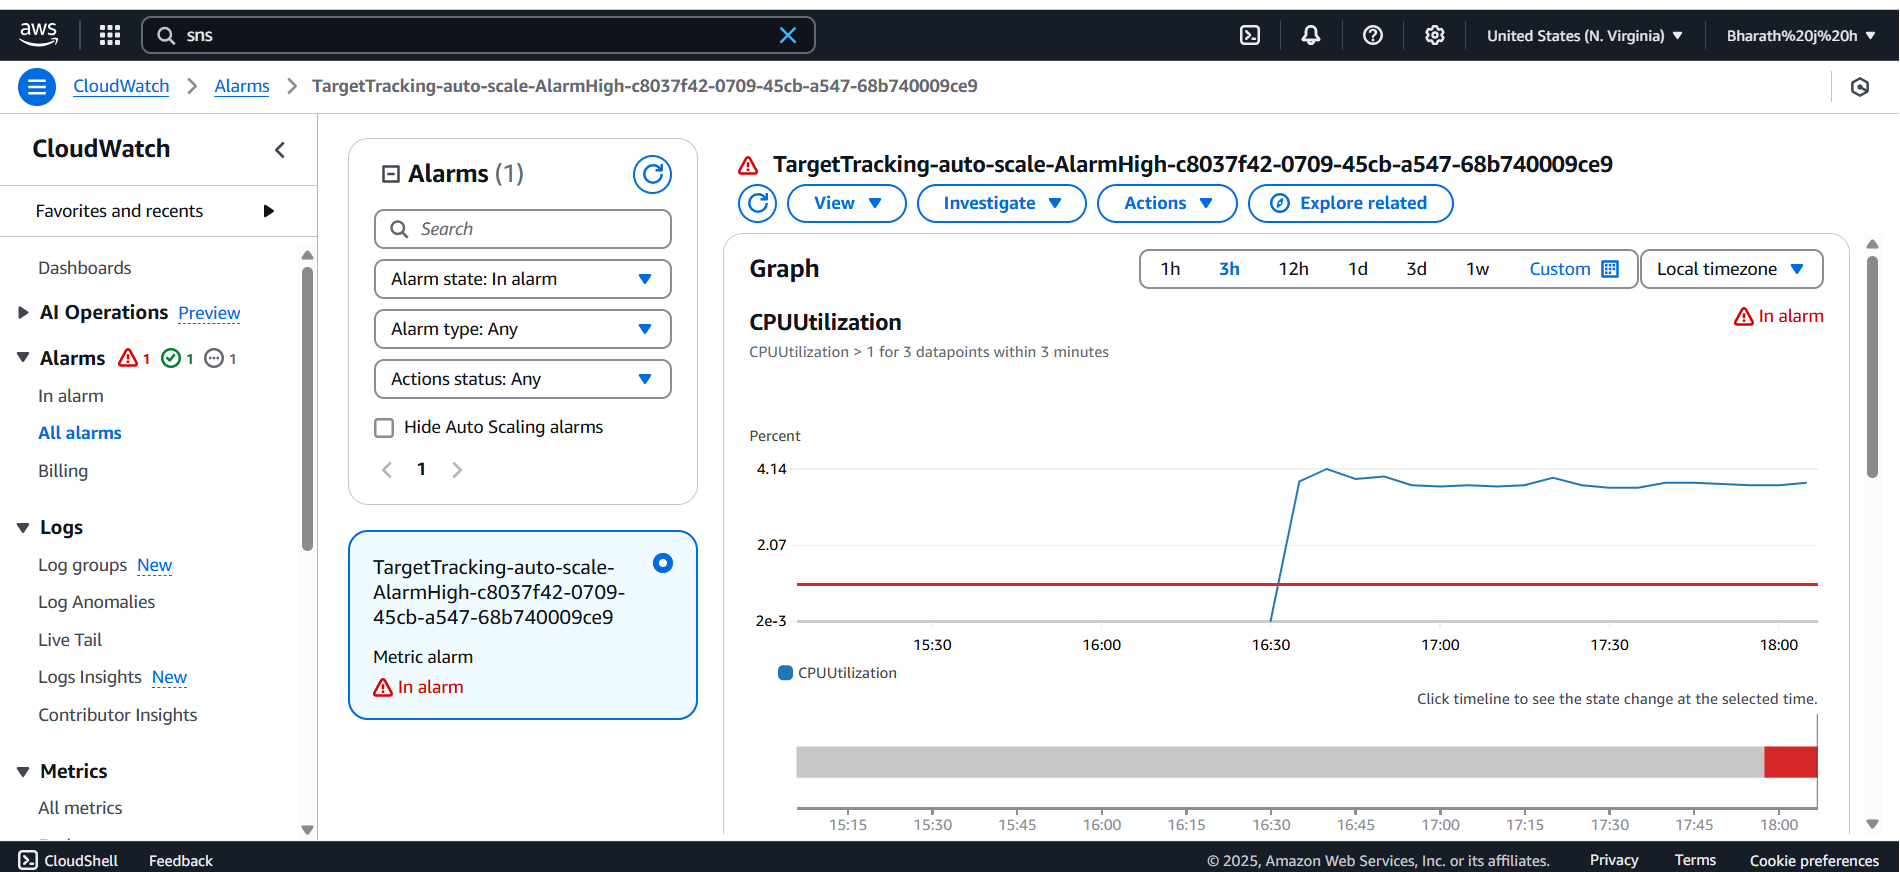 aws
sns
United States (N. Virginia)
Bharath%20j%20h
CloudWatch
Alarms
TargetTracking-auto-scale-AlarmHigh-c8037f42-0709-45cb-a547-68b740009ce9
CloudWatch
Favorites and recents
Dashboards
AI Operations Preview
Alarms 1 1 1
In alarm
All alarms
Billing
Logs
Log groups New
Log Anomalies
Live Tail
Logs Insights New
Contributor Insights
Metrics
All metrics
Alarms (1)
Search
Alarm state: In alarm
Alarm type: Any
Actions status: Any
Hide Auto Scaling alarms
1
TargetTracking-auto-scale-
AlarmHigh-c8037f42-0709-
45cb-a547-68b740009ce9
Metric alarm
In alarm
TargetTracking-auto-scale-AlarmHigh-c8037f42-0709-45cb-a547-68b740009ce9
View Investigate Actions Explore related
Graph
1h 3h 12h 1d 3d 1w Custom Local timezone
CPUUtilization
In alarm
CPUUtilization > 1 for 3 datapoints within 3 minutes
Percent
4.14
2.07
2e-3
15:30 16:00 16:30 17:00 17:30 18:00
CPUUtilization
Click timeline to see the state change at the selected time.
15:15 15:30 15:45 16:00 16:15 16:30 16:45 17:00 17:15 17:30 17:45 18:00
CloudShell Feedback
© 2025, Amazon Web Services, Inc. or its affiliates. Privacy Terms Cookie preferences